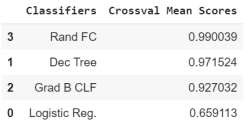 Classifiers Crossval Mean Scores
3 Rand FC 0.990039
1 Dec Tree 0.971524
2 Grad B CLF 0.927032
0 Logistic Reg. 0.659113